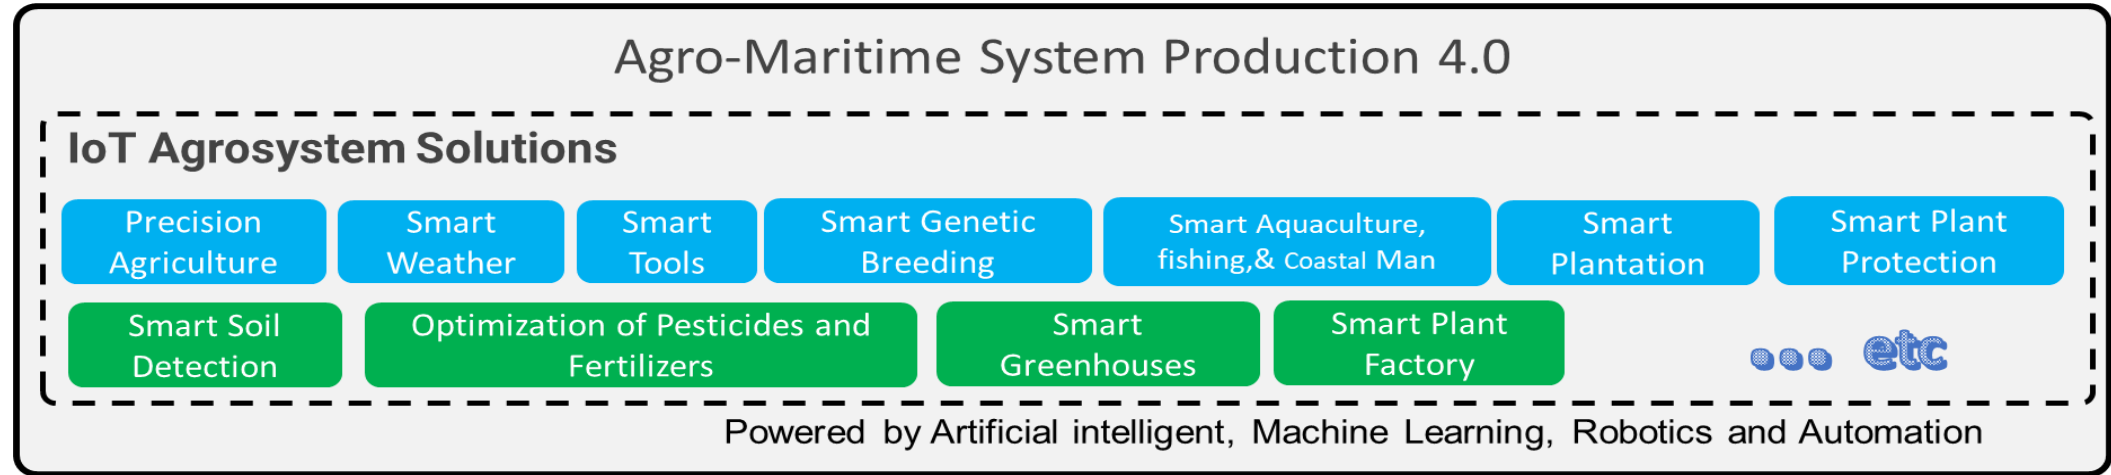 Agro-Maritime System Production 4.0
IoT Agrosystem Solutions
Precision
Agriculture
Smart
Weather
Smart
Tools
Smart Genetic
Breeding
Smart Aquaculture,
fishing,& Coastal Man
Smart
Plantation
Smart Plant
Protection
Smart Soil
Detection
Optimization of Pesticides and
Fertilizers
Smart
Greenhouses
Smart Plant
Factory
... etc
Powered by Artificial intelligent, Machine Learning, Robotics and Automation